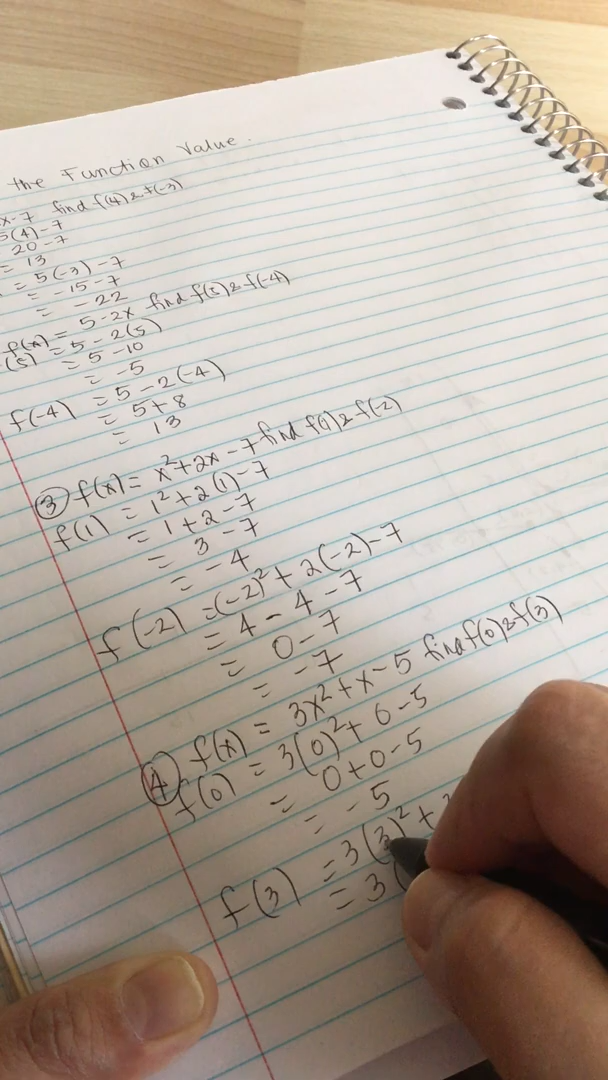 the Function Value.
x-7 find f(4) & f(-3)
5(4)-7
20-7
= 13
= 5(-3)-7
= -15-7
= -22
f(x) = 5-2x find f(5) & f(-4)
(5) = 5-2(5)
= 5-10
= -5
f(-4) = 5-2(-4)
= 5+8
= 13
③ f(x) = x²+2x-7 find f(1) & f(-2)
f(1) = 1²+2(1)-7
= 1+2-7
= 3-7
= -4
f(-2) = (-2)²+2(-2)-7
= 4-4-7
= 0-7
= -7
④ f(x) = 3x²+x-5 find f(0) & f(3)
f(0) = 3(0)²+0-5
= 0+0-5
= -5
f(3) = 3(3)²+
= 3(